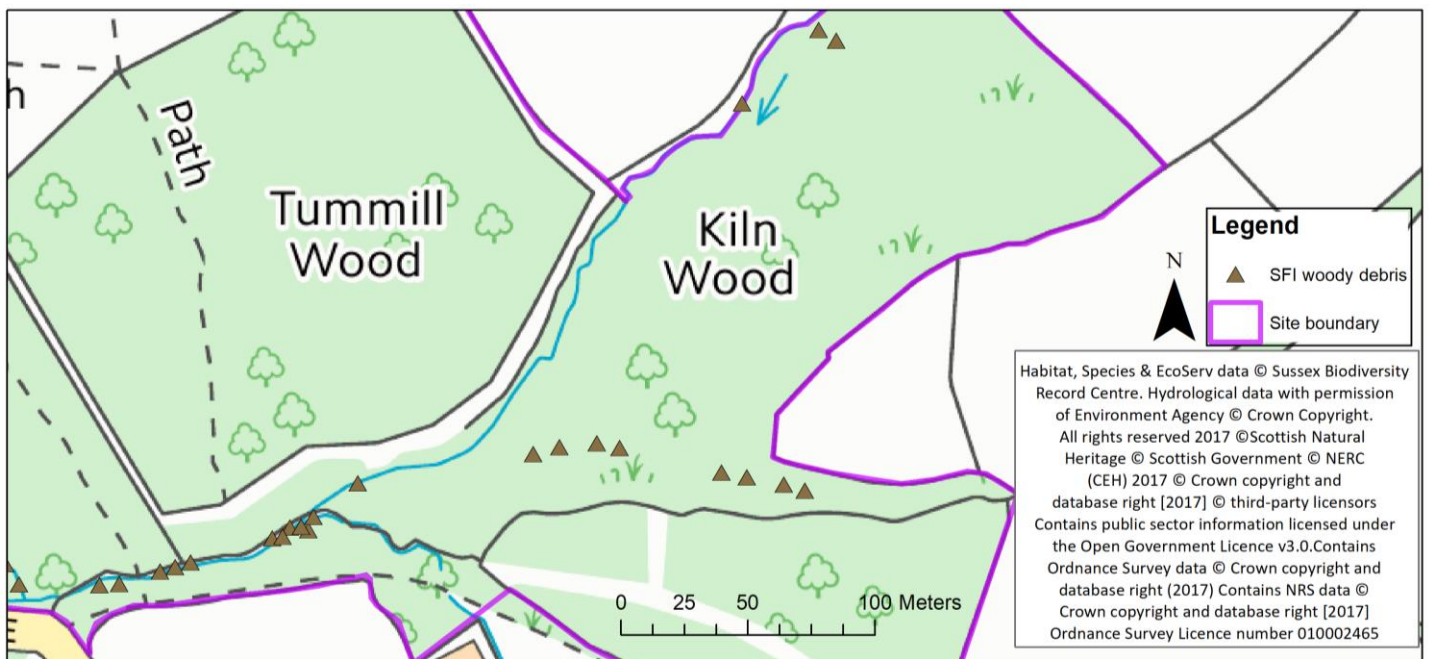 h
Path
Tummill
Wood
Kiln
Wood
Legend
N
SFI woody debris
Site boundary
Habitat, Species & EcoServ data © Sussex Biodiversity
Record Centre. Hydrological data with permission
of Environment Agency © Crown Copyright.
All rights reserved 2017 ©Scottish Natural
Heritage © Scottish Government © NERC
(CEH) 2017 © Crown copyright and
database right [2017] © third-party licensors
Contains public sector information licensed under
the Open Government Licence v3.0.Contains
Ordnance Survey data © Crown copyright and
database right (2017) Contains NRS data ©
Crown copyright and database right [2017]
Ordnance Survey Licence number 010002465
0 25 50 100 Meters